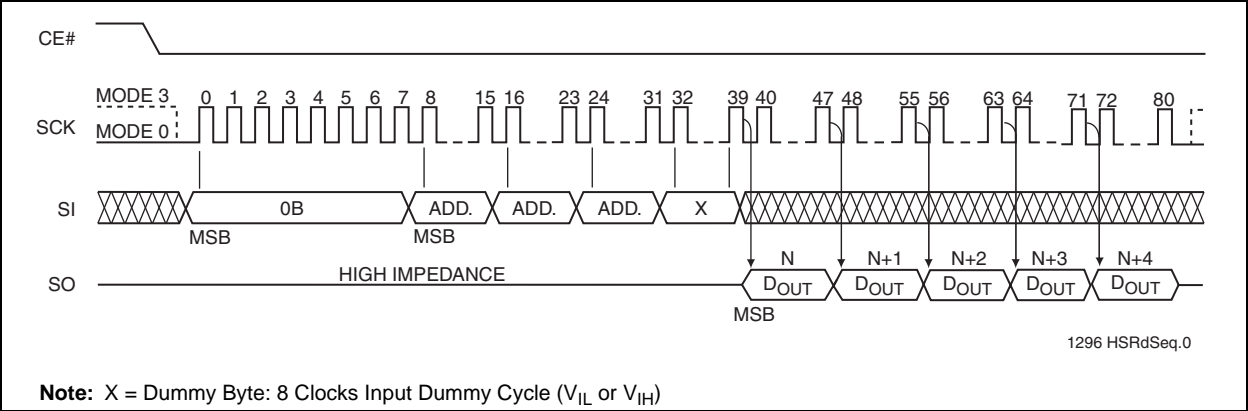 CE#
MODE 3 0 1 2 3 4 5 6 7 8 15 16 23 24 31 32 39 40 47 48 55 56 63 64 71 72 80
SCK MODE 0
SI 0B ADD. ADD. ADD. X
MSB MSB
N N+1 N+2 N+3 N+4
SO HIGH IMPEDANCE DOUT DOUT DOUT DOUT DOUT
MSB
1296 HSRdSeq.0
Note: X = Dummy Byte: 8 Clocks Input Dummy Cycle (VIL or VIH)